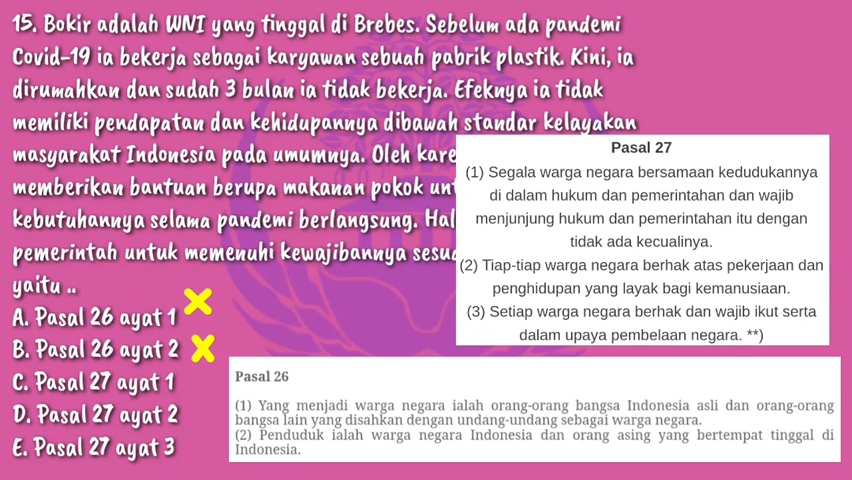 15. Bokir adalah WNI yang tinggal di Brebes. Sebelum ada pandemi
Covid-19 ia bekerja sebagai karyawan sebuah pabrik plastik. Kini, ia
dirumahkan dan sudah 3 bulan ia tidak bekerja. Efeknya ia tidak
memiliki pendapatan dan kehidupannya dibawah standar kelayakan
masyarakat Indonesia pada umumnya. Oleh
memberikan bantuan berupa makanan pokok
kebutuhannya selama pandemi berlangsung.
pemerintah untuk memenuhi kewajibannya
yaitu ..
A. Pasal 26 ayat 1
B. Pasal 26 ayat 2
C. Pasal 27 ayat 1
D. Pasal 27 ayat 2
E. Pasal 27 ayat 3
Pasal 27
(1) Segala warga negara bersamaan kedudukannya
di dalam hukum dan pemerintahan dan wajib
menjunjung hukum dan pemerintahan itu dengan
tidak ada kecualinya.
(2) Tiap-tiap warga negara berhak atas pekerjaan dan
penghidupan yang layak bagi kemanusiaan.
(3) Setiap warga negara berhak dan wajib ikut serta
dalam upaya pembelaan negara. **)
Pasal 26
(1) Yang menjadi warga negara ialah orang-orang bangsa Indonesia asli dan orang-orang
bangsa lain yang disahkan dengan undang-undang sebagai warga negara.
(2) Penduduk ialah warga negara Indonesia dan orang asing yang bertempat tinggal di
Indonesia.